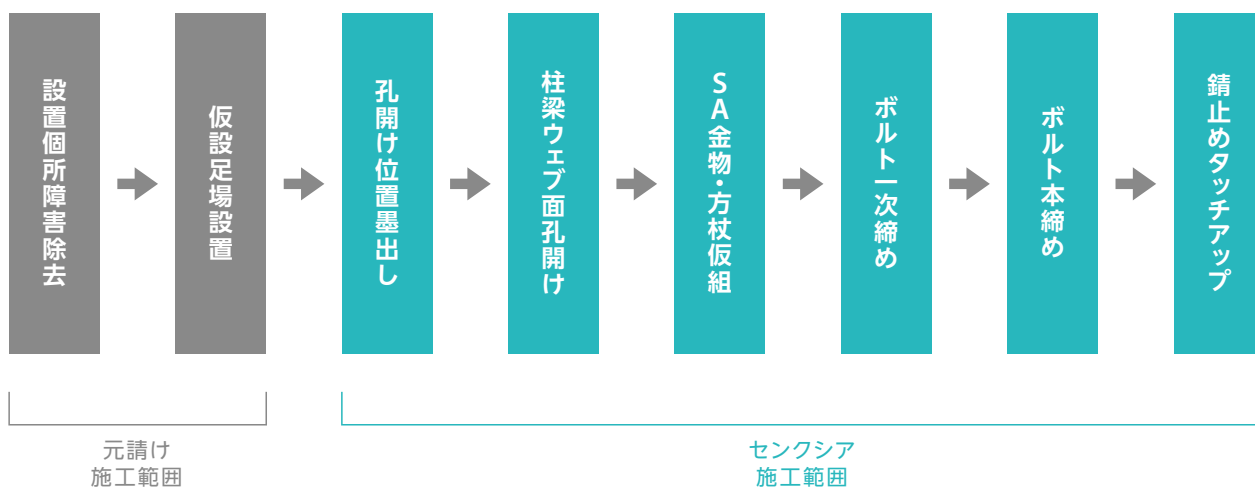 設置個所障害除去
仮設足場設置
孔開け位置墨出し
柱梁ウェブ面孔開け
SA金物・方杖仮組
ボルト一次締め
ボルト本締め
錆止めタッチアップ
元請け
施工範囲
センクシア
施工範囲